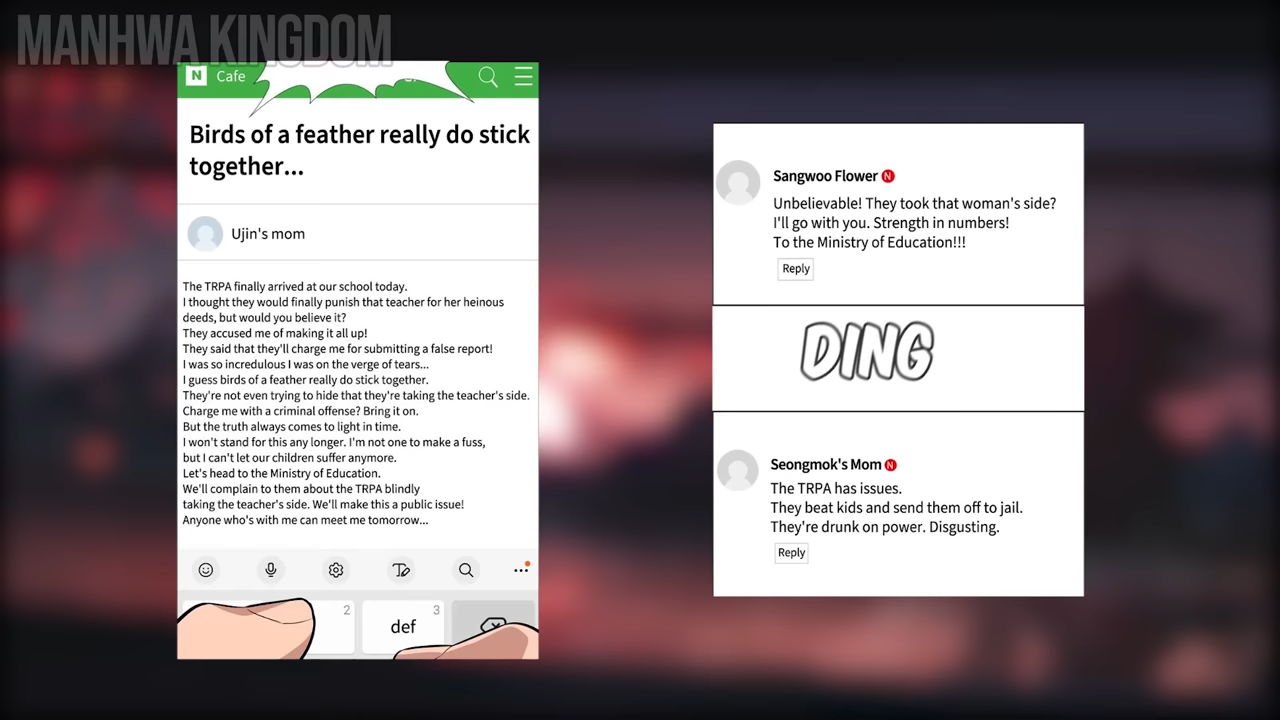 MANHWA KINGDOM
N Cafe
Birds of a feather really do stick
together...
Ujin's mom
The TRPA finally arrived at our school today.
I thought they would finally punish that teacher for her heinous
deeds, but would you believe it?
They accused me of making it all up!
They said that they'll charge me for submitting a false report!
I was so incredulous I was on the verge of tears...
I guess birds of a feather really do stick together.
They're not even trying to hide that they're taking the teacher's side.
Charge me with a criminal offense? Bring it on.
But the truth always comes to light in time.
I won't stand for this any longer. I'm not one to make a fuss,
but I can't let our children suffer anymore.
Let's head to the Ministry of Education.
We'll complain to them about the TRPA blindly
taking the teacher's side. We'll make this a public issue!
Anyone who's with me can meet me tomorrow...
2
3
def
Sangwoo Flower N
Unbelievable! They took that woman's side?
I'll go with you. Strength in numbers!
To the Ministry of Education!!!
Reply
DING
Seongmok's Mom N
The TRPA has issues.
They beat kids and send them off to jail.
They're drunk on power. Disgusting.
Reply